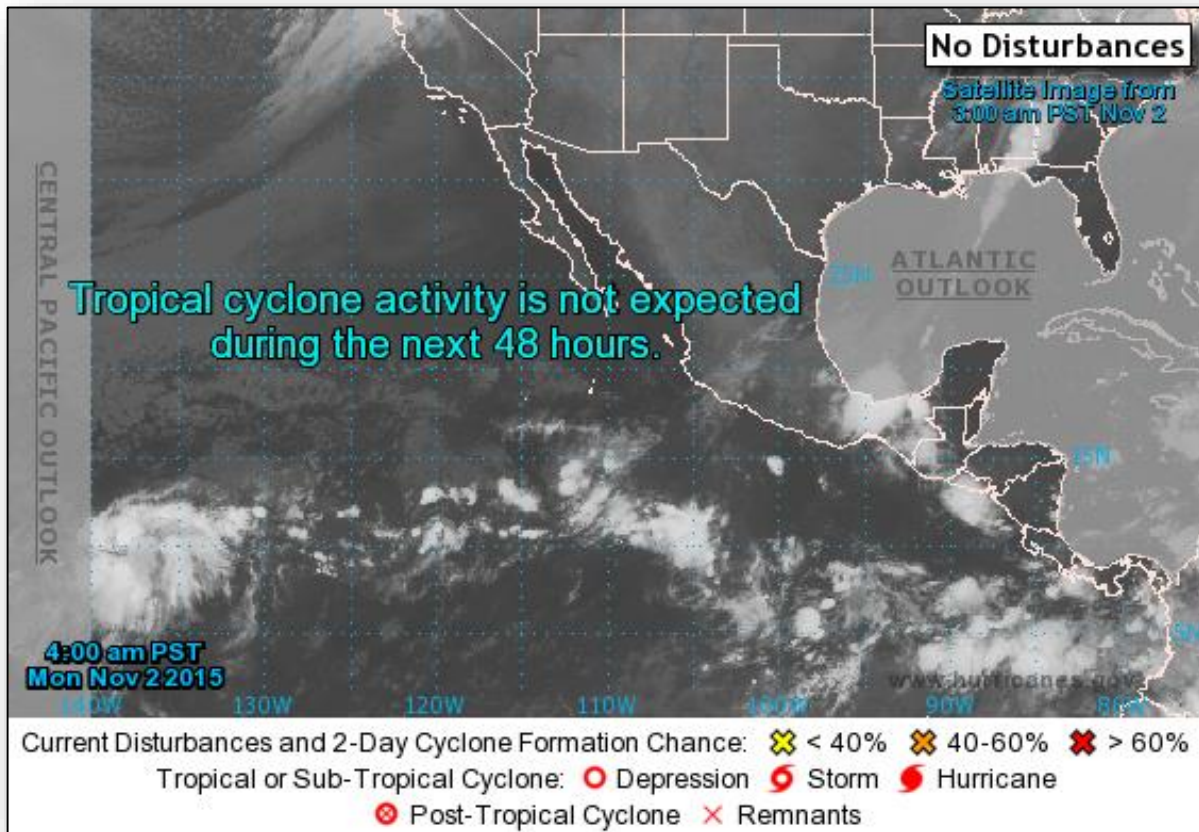 No Disturbances
Satellite Image from
3:00 am PST Nov 2
CENTRAL PACIFIC OUTLOOK
ATLANTIC
OUTLOOK
25N
Tropical cyclone activity is not expected
during the next 48 hours.
15N
5N
4:00 am PST
Mon Nov 2 2015
www.hurricanes.gov
140W 130W 120W 110W 100W 90W 80W
Current Disturbances and 2-Day Cyclone Formation Chance: < 40% 40-60% > 60%
Tropical or Sub-Tropical Cyclone: Depression Storm Hurricane
Post-Tropical Cyclone Remnants